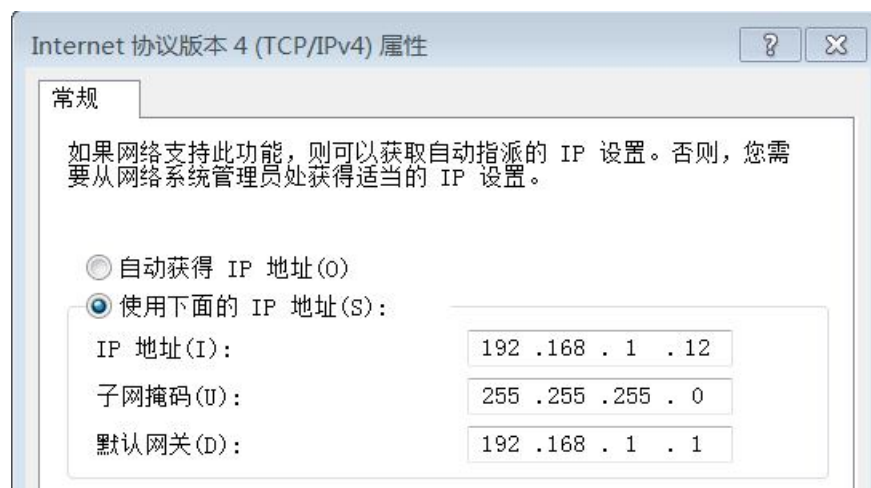 Internet 协议版本 4 (TCP/IPv4) 属性
常规
如果网络支持此功能，则可以获取自动指派的 IP 设置。否则，您需
要从网络系统管理员处获得适当的 IP 设置。
自动获得 IP 地址(O)
使用下面的 IP 地址(S):
IP 地址(I): 192 .168 . 1 . 12
子网掩码(U): 255 .255 .255 . 0
默认网关(D): 192 .168 . 1 . 1